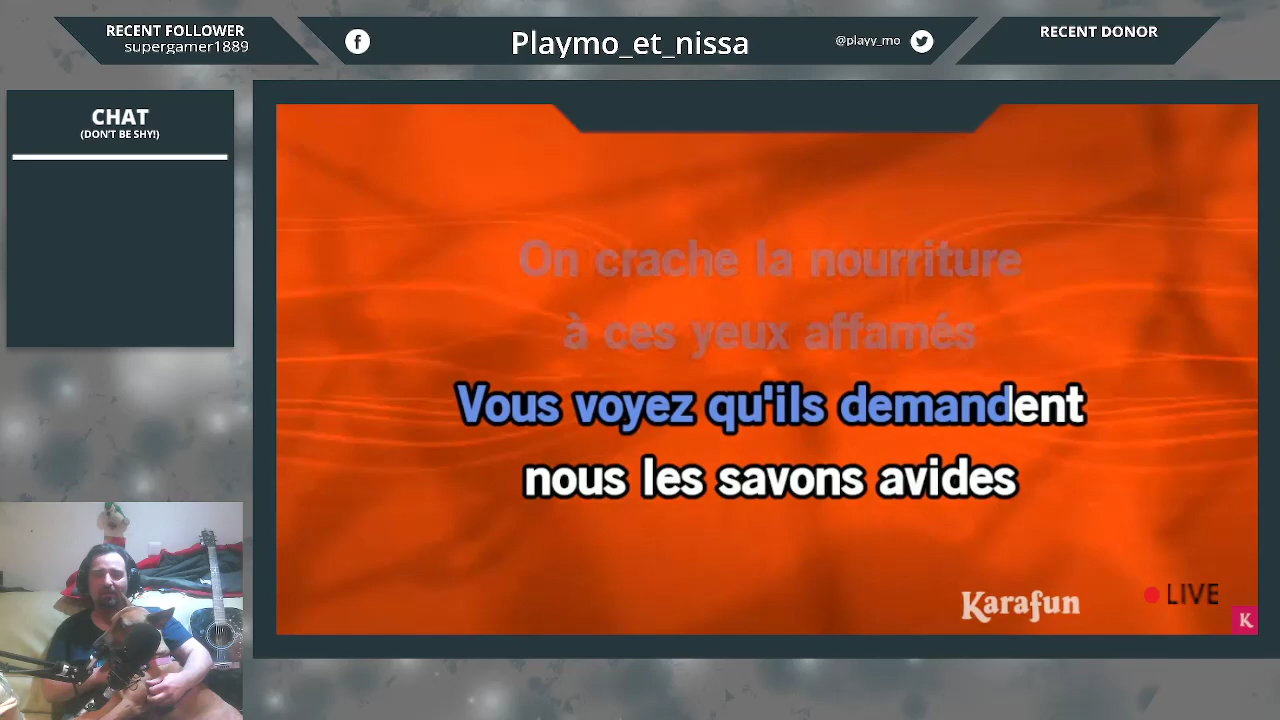 RECENT FOLLOWER
supergamer1889
Playmo_et_nissa
@playy_mo
RECENT DONOR
CHAT
(DON'T BE SHY!)
On crache la nourriture
à ces yeux affamés
Vous voyez qu'ils demandent
nous les savons avides
Karafun
LIVE
K